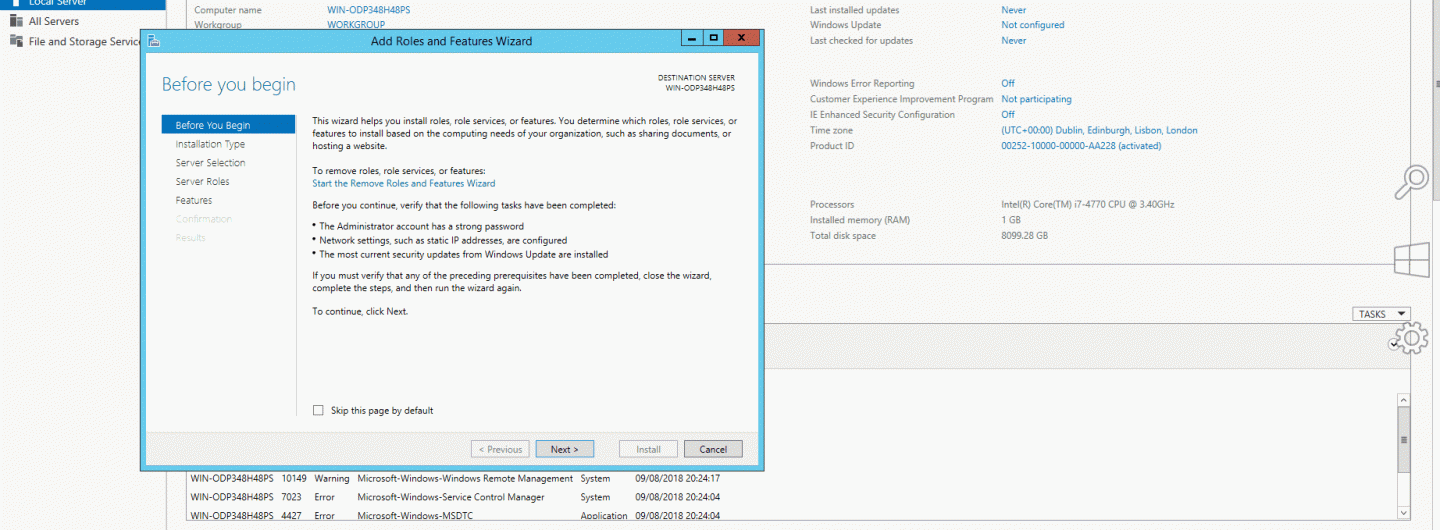 Local Server
All Servers
File and Storage Service
Computer name WIN-ODP348H48PS
Workgroup WORKGROUP
Last installed updates Never
Windows Update Not configured
Last checked for updates Never
Windows Error Reporting Off
Customer Experience Improvement Program Not participating
IE Enhanced Security Configuration Off
Time zone (UTC+00:00) Dublin, Edinburgh, Lisbon, London
Product ID 00252-10000-00000-AA228 (activated)
Processors Intel(R) Core(TM) i7-4770 CPU @ 3.40GHz
Installed memory (RAM) 1 GB
Total disk space 8099.28 GB
TASKS
Add Roles and Features Wizard
X
Before you begin
DESTINATION SERVER
WIN-ODP348H48PS
Before You Begin
Installation Type
Server Selection
Server Roles
Features
Confirmation
Results
This wizard helps you install roles, role services, or features. You determine which roles, role services, or
features to install based on the computing needs of your organization, such as sharing documents, or
hosting a website.
To remove roles, role services, or features:
Start the Remove Roles and Features Wizard
Before you continue, verify that the following tasks have been completed:
• The Administrator account has a strong password
• Network settings, such as static IP addresses, are configured
• The most current security updates from Windows Update are installed
If you must verify that any of the preceding prerequisites have been completed, close the wizard,
complete the steps, and then run the wizard again.
To continue, click Next.
Skip this page by default
< Previous Next > Install Cancel
WIN-ODP348H48PS 10149 Warning Microsoft-Windows-Windows Remote Management System 09/08/2018 20:24:17
WIN-ODP348H48PS 7023 Error Microsoft-Windows-Service Control Manager System 09/08/2018 20:24:04
WIN-ODP348H48PS 4427 Error Microsoft-Windows-MSDTC Application 09/08/2018 20:24:04